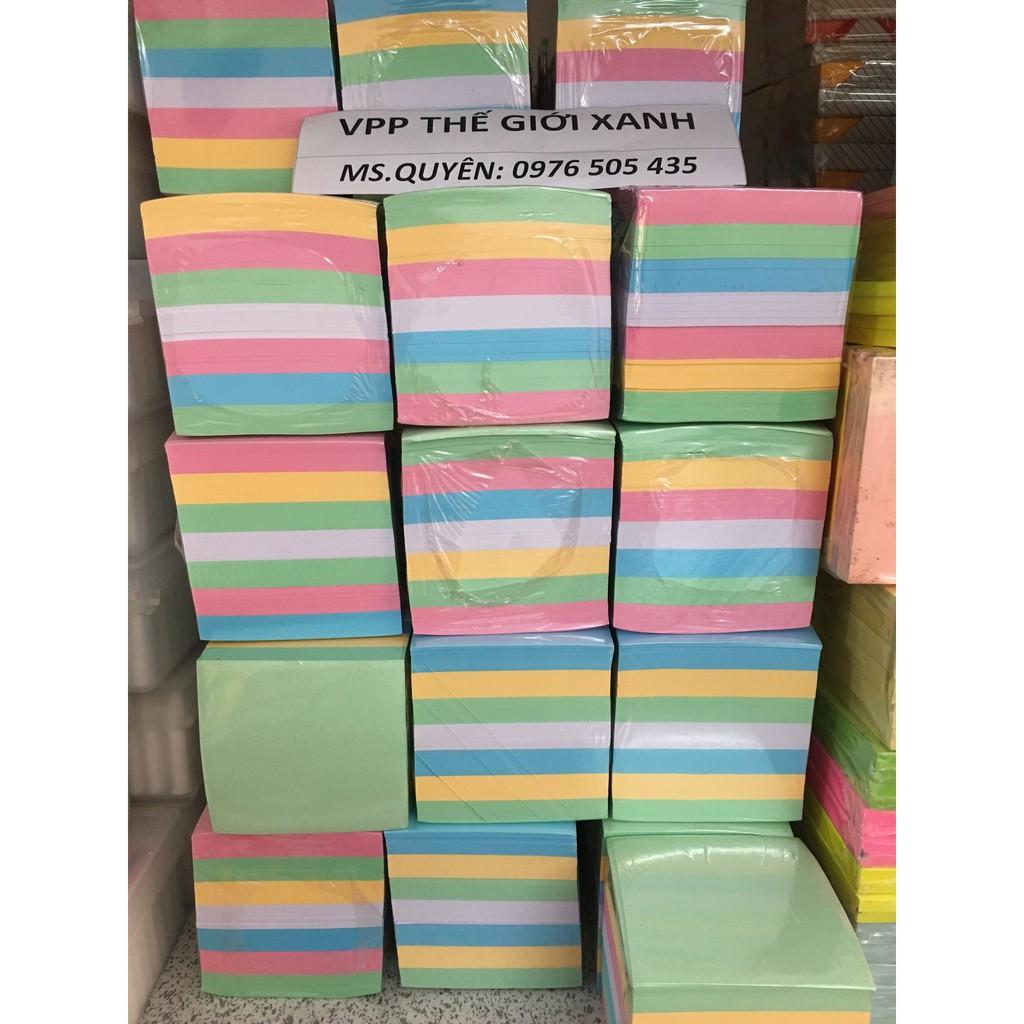 VPP THẾ GIỚI XANH
MS.QUYÊN: 0976 505 435